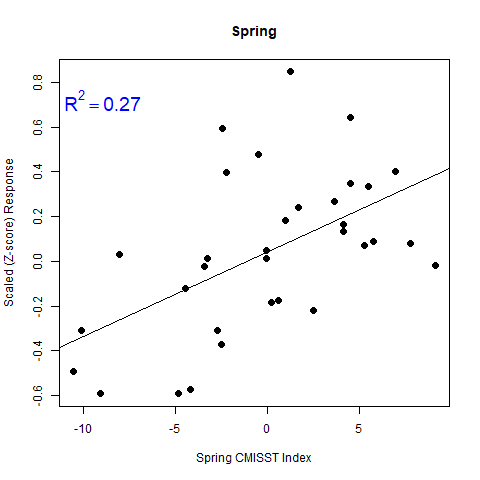 Spring
R² = 0.27
Scaled (Z-score) Response
0.8
0.6
0.4
0.2
0.0
-0.2
-0.4
-0.6
-10 -5 0 5
Spring CMISST Index